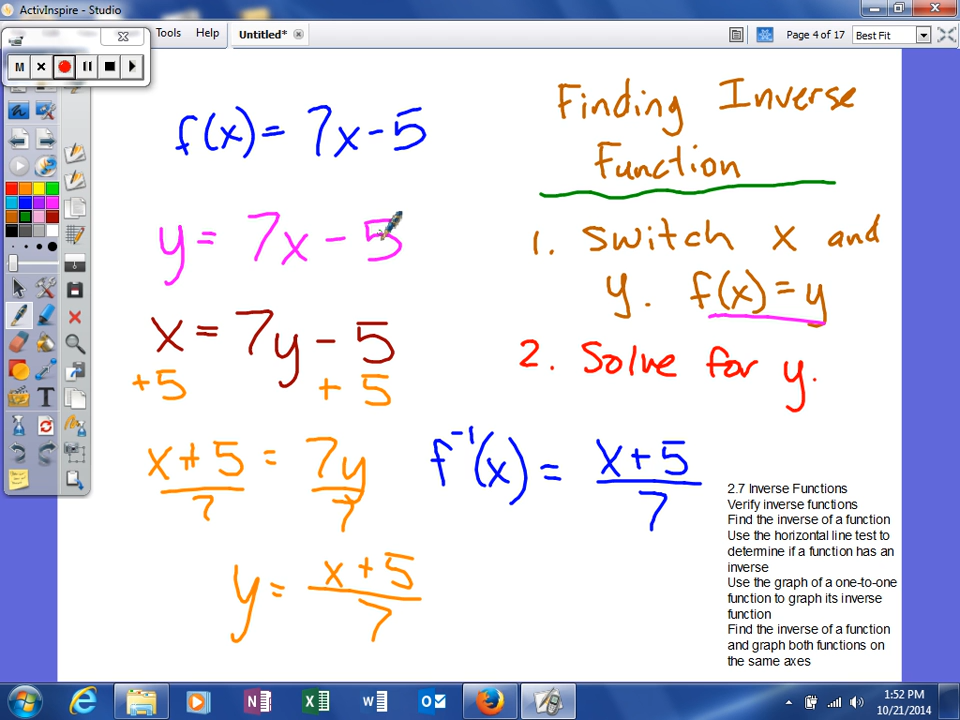 ActivInspire - Studio
Tools Help Untitled* Page 4 of 17 Best Fit
M
f(x) = 7x - 5
y = 7x - 5
x = 7y - 5
+5 + 5
x + 5 = 7y
7 7
y = x + 5
7
Finding Inverse
Function
1. switch x and
y. f(x) = y
2. Solve for y.
f⁻¹(x) = x + 5
7
2.7 Inverse Functions
Verify inverse functions
Find the inverse of a function
Use the horizontal line test to
determine if a function has an
inverse
Use the graph of a one-to-one
function to graph its inverse
function
Find the inverse of a function
and graph both functions on
the same axes
1:52 PM
10/21/2014